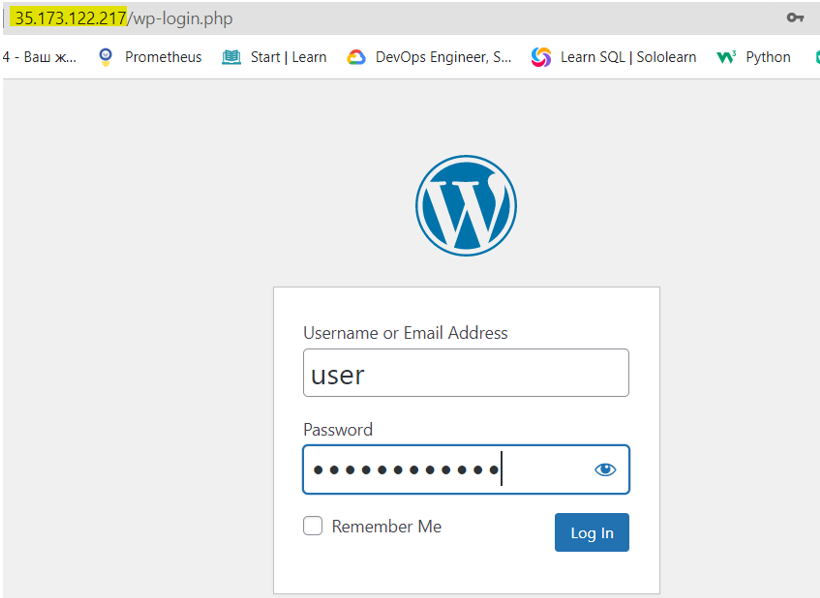 35.173.122.217/wp-login.php
4 - Ваш ж... Prometheus Start | Learn DevOps Engineer, S... Learn SQL | Sololearn Python
Username or Email Address
user
Password
••••••••••••
Remember Me
Log In